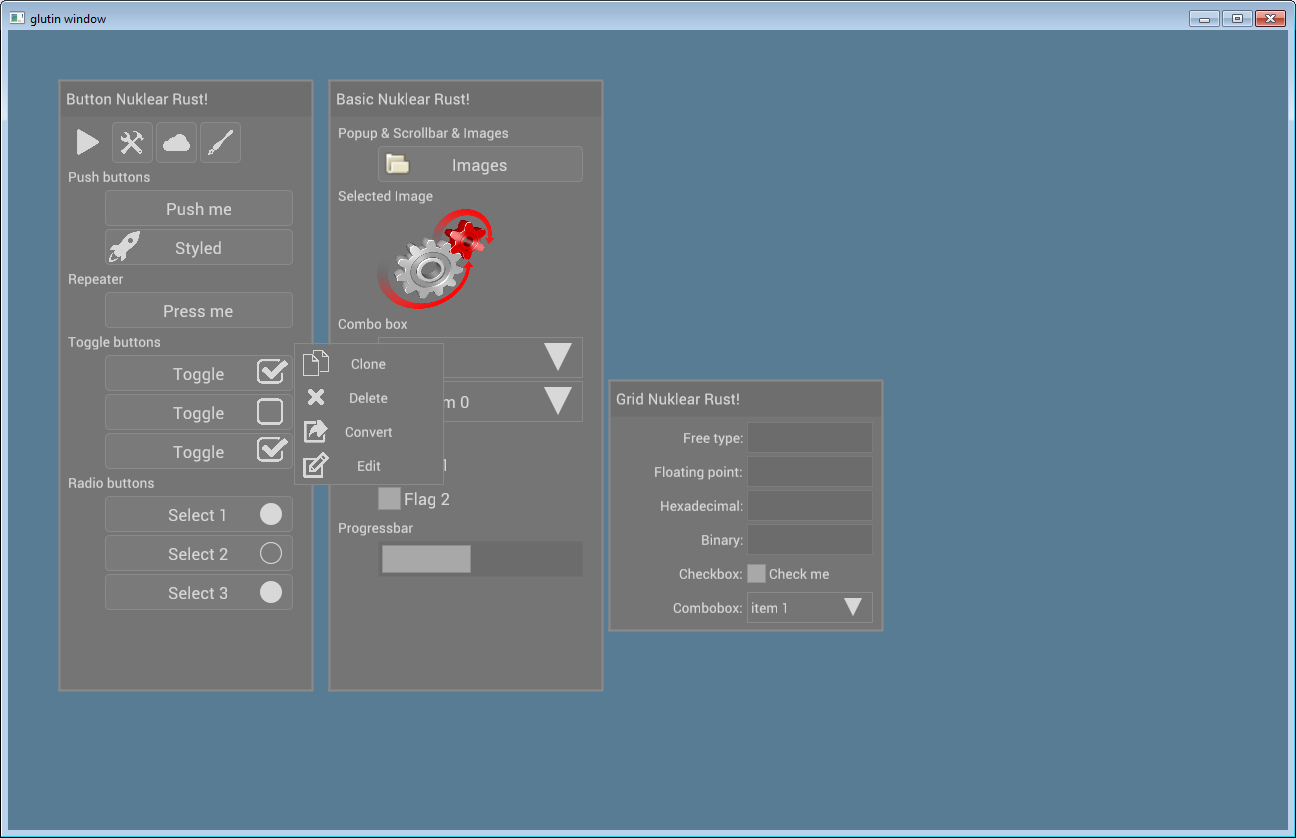 glutin window
Button Nuklear Rust!
Push buttons
Push me
Styled
Repeater
Press me
Toggle buttons
Toggle
Toggle
Toggle
Radio buttons
Select 1
Select 2
Select 3
Clone
Delete
Convert
Edit
Basic Nuklear Rust!
Popup & Scrollbar & Images
Images
Selected Image
Combo box
m 0
Flag 2
Progressbar
Grid Nuklear Rust!
Free type:
Floating point:
Hexadecimal:
Binary:
Checkbox: Check me
Combobox: item 1